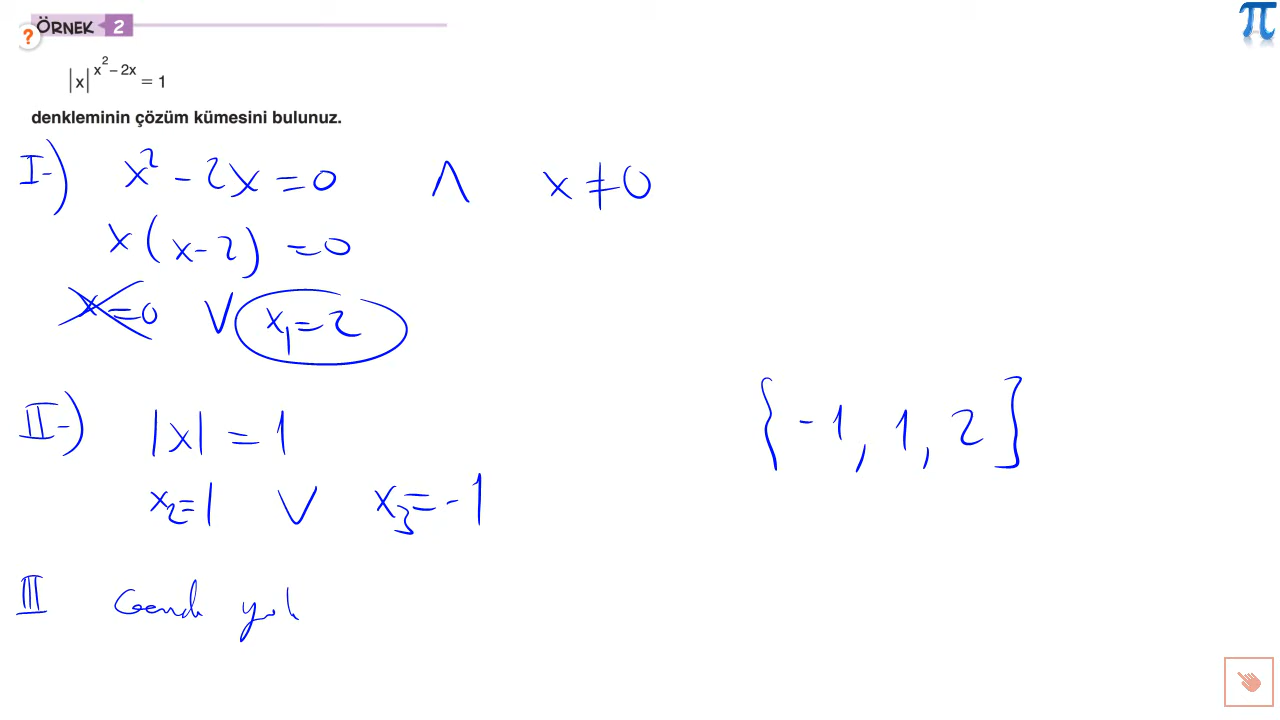 ? ÖRNEK 2
π
|x|^(x² – 2x) = 1
denkleminin çözüm kümesini bulunuz.
I-) x² - 2x = 0 ∧ x ≠ 0
x(x - 2) = 0
x = 0 ∨ x₁ = 2
II-) |x| = 1
{-1, 1, 2}
x₂ = 1 ∨ x₃ = -1
III